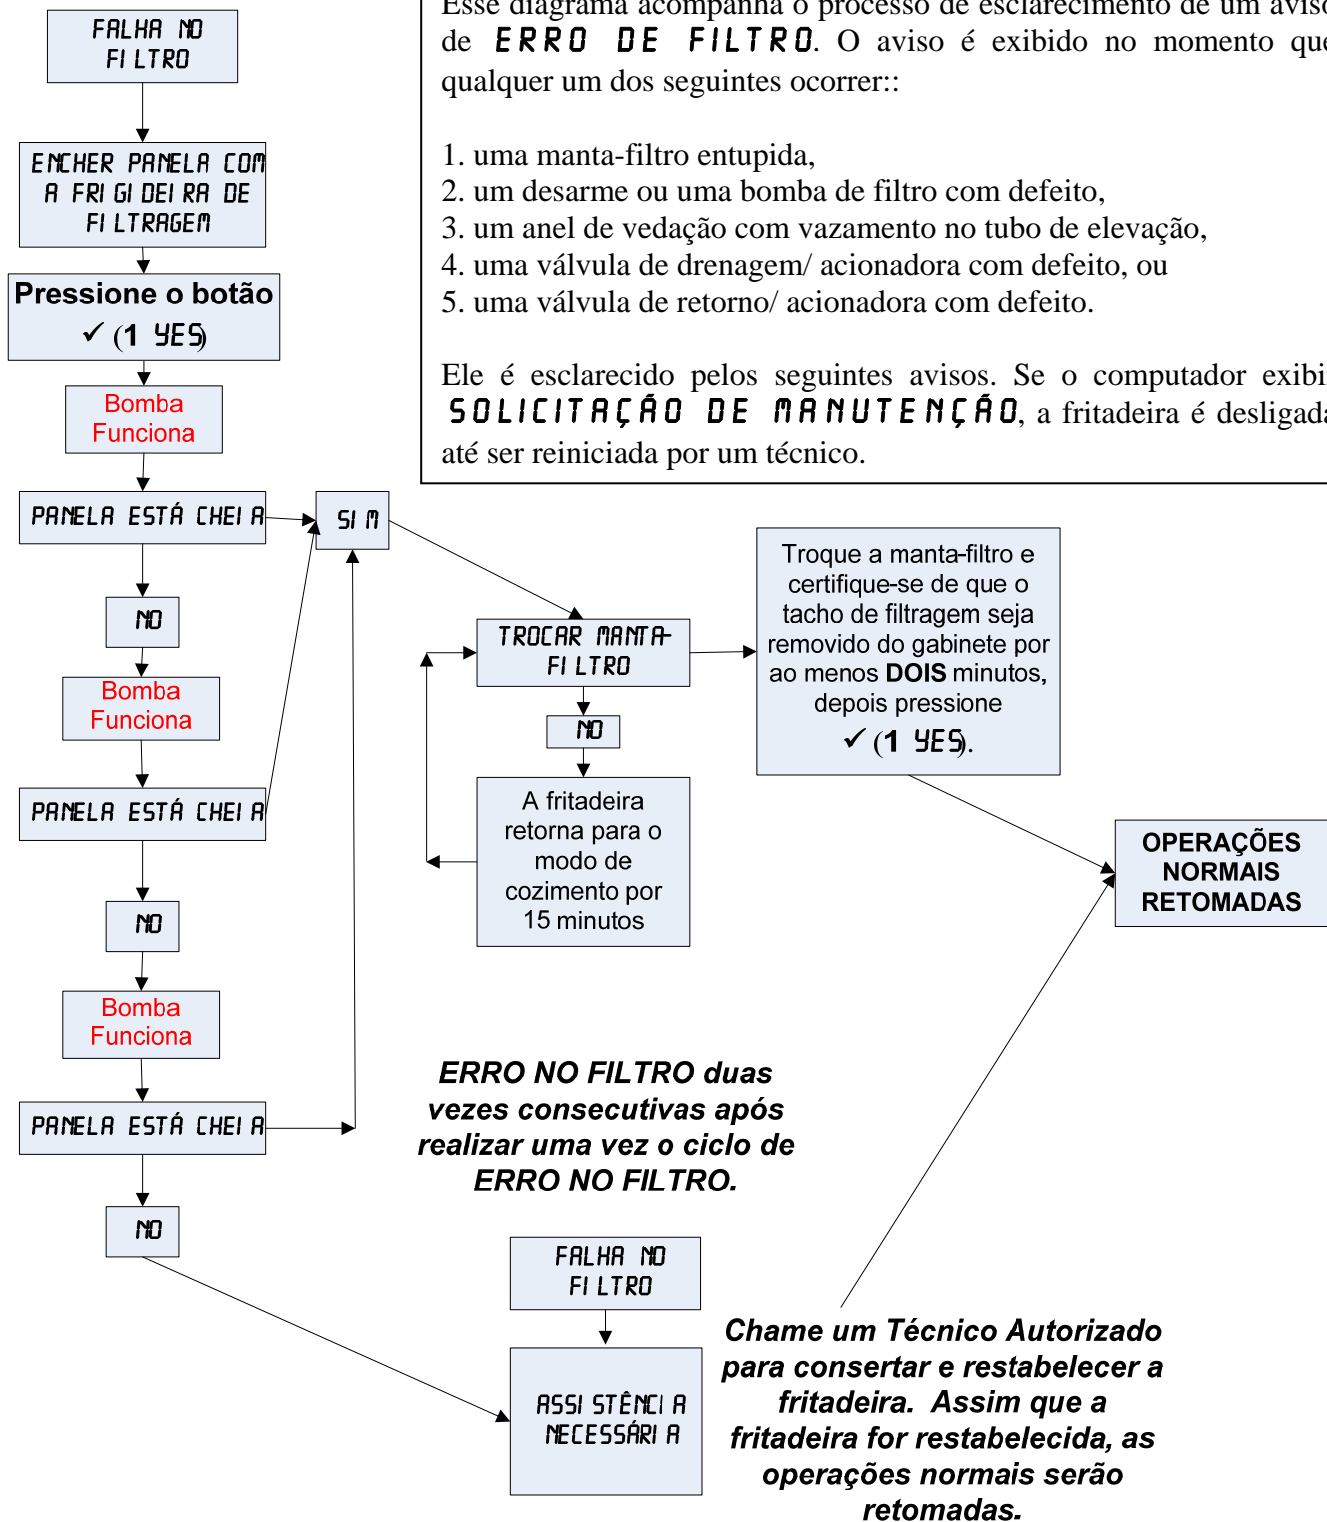 FALHA NO
FILTRO
Esse diagrama acompanha o processo de esclarecimento de um aviso
de ERRO DE FILTRO. O aviso é exibido no momento que
qualquer um dos seguintes ocorrer::
1. uma manta-filtro entupida,
2. um desarme ou uma bomba de filtro com defeito,
3. um anel de vedação com vazamento no tubo de elevação,
4. uma válvula de drenagem/ acionadora com defeito, ou
5. uma válvula de retorno/ acionadora com defeito.
Ele é esclarecido pelos seguintes avisos. Se o computador exibir
SOLICITAÇÃO DE MANUTENÇÃO, a fritadeira é desligada
até ser reiniciada por um técnico.
ENCHER PANELA COM
A FRIGIDEIRA DE
FILTRAGEM
Pressione o botão
✓ (1 YES)
Bomba
Funciona
PANELA ESTÁ CHEIA
SIM
NO
Bomba
Funciona
PANELA ESTÁ CHEIA
NO
Bomba
Funciona
PANELA ESTÁ CHEIA
NO
TROCAR MANTA-
FILTRO
NO
A fritadeira
retorna para o
modo de
cozimento por
15 minutos
Troque a manta-filtro e
certifique-se de que o
tacho de filtragem seja
removido do gabinete por
ao menos DOIS minutos,
depois pressione
✓ (1 YES).
OPERAÇÕES
NORMAIS
RETOMADAS
ERRO NO FILTRO duas
vezes consecutivas após
realizar uma vez o ciclo de
ERRO NO FILTRO.
FALHA NO
FILTRO
ASSISTÊNCIA
NECESSÁRIA
Chame um Técnico Autorizado
para consertar e restabelecer a
fritadeira. Assim que a
fritadeira for restabelecida, as
operações normais serão
retomadas.